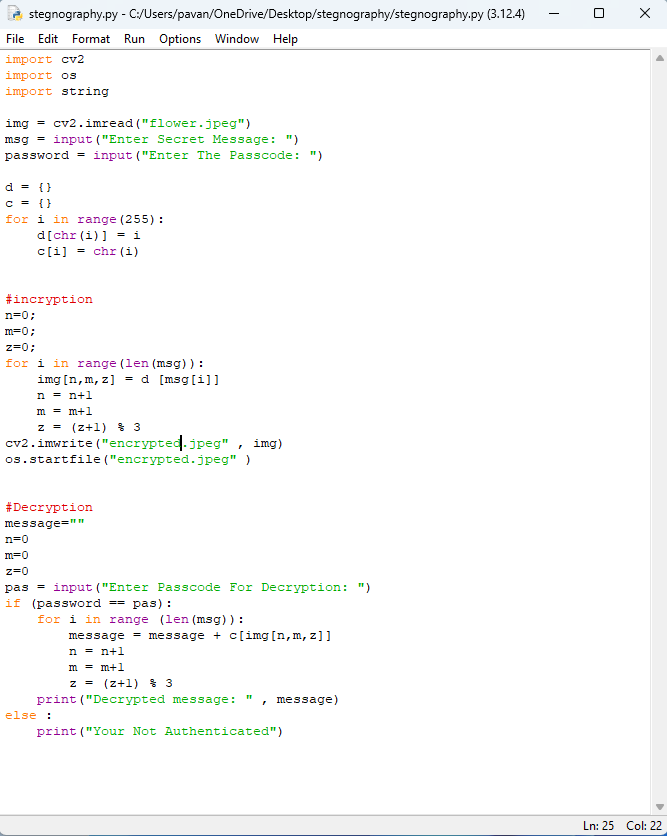 stegnography.py - C:/Users/pavan/OneDrive/Desktop/stegnography/stegnography.py (3.12.4)
File Edit Format Run Options Window Help
import cv2
import os
import string

img = cv2.imread("flower.jpeg")
msg = input("Enter Secret Message: ")
password = input("Enter The Passcode: ")

d = {}
c = {}
for i in range(255):
    d[chr(i)] = i
    c[i] = chr(i)


#incryption
n=0;
m=0;
z=0;
for i in range(len(msg)):
    img[n,m,z] = d [msg[i]]
    n = n+1
    m = m+1
    z = (z+1) % 3
cv2.imwrite("encrypted.jpeg" , img)
os.startfile("encrypted.jpeg" )


#Decryption
message=""
n=0
m=0
z=0
pas = input("Enter Passcode For Decryption: ")
if (password == pas):
    for i in range (len(msg)):
        message = message + c[img[n,m,z]]
        n = n+1
        m = m+1
        z = (z+1) % 3
    print("Decrypted message: " , message)
else :
    print("Your Not Authenticated")
Ln: 25 Col: 22